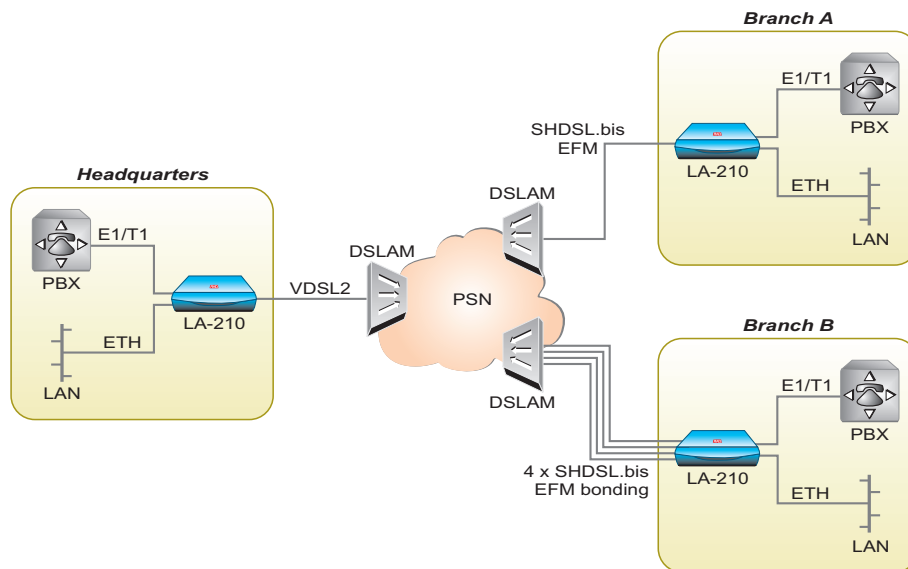 Headquarters
PBX
E1/T1
LA-210
ETH
LAN
VDSL2
DSLAM
PSN
DSLAM
DSLAM
SHDSL.bis
EFM
4 x SHDSL.bis
EFM bonding
Branch A
E1/T1
PBX
LA-210
ETH
LAN
Branch B
E1/T1
PBX
LA-210
ETH
LAN